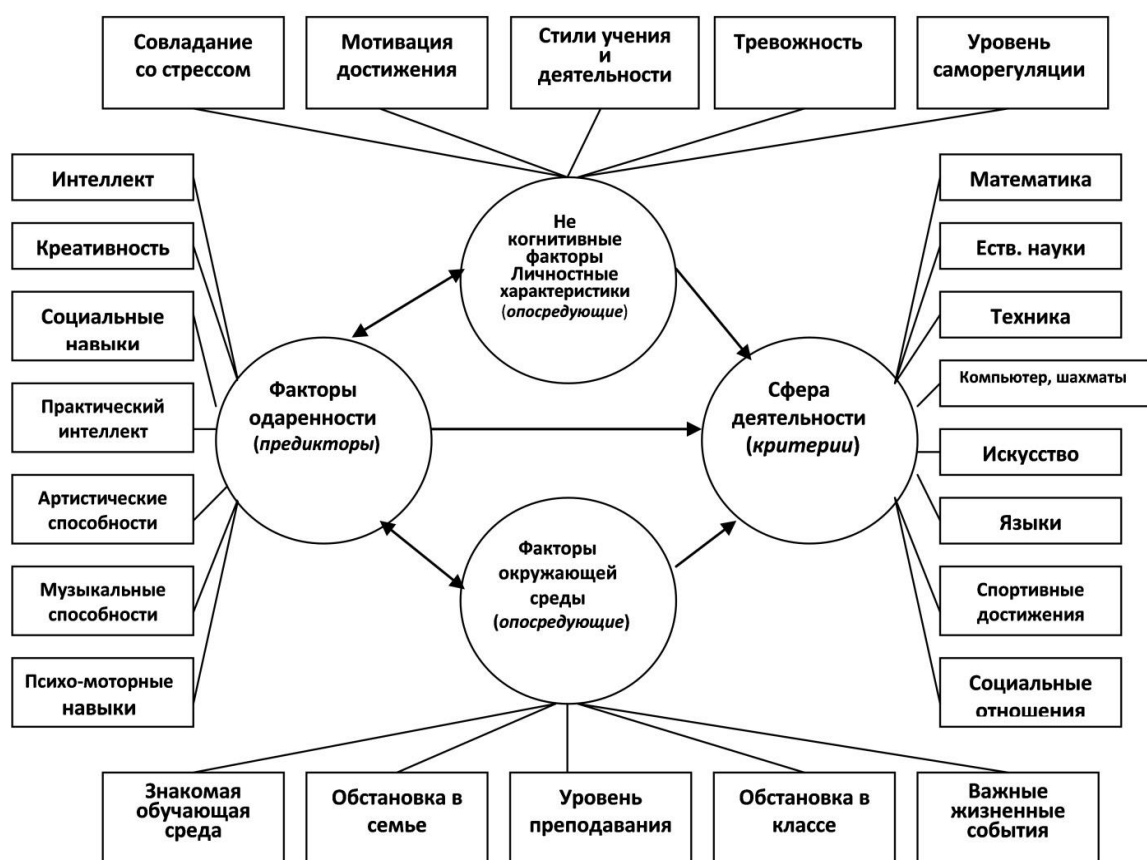 Совладание
со стрессом
Мотивация
достижения
Стили учения
и
деятельности
Тревожность
Уровень
саморегуляции
Интеллект
Креативность
Социальные
навыки
Практический
интеллект
Артистические
способности
Музыкальные
способности
Психо-моторные
навыки
Не
когнитивные
факторы
Личностные
характеристики
(опосредующие)
Факторы
одаренности
(предикторы)
Сфера
деятельности
(критерии)
Факторы
окружающей
среды
(опосредующие)
Математика
Еств. науки
Техника
Компьютер, шахматы
Искусство
Языки
Спортивные
достижения
Социальные
отношения
Знакомая
обучающая
среда
Обстановка в
семье
Уровень
преподавания
Обстановка в
классе
Важные
жизненные
события